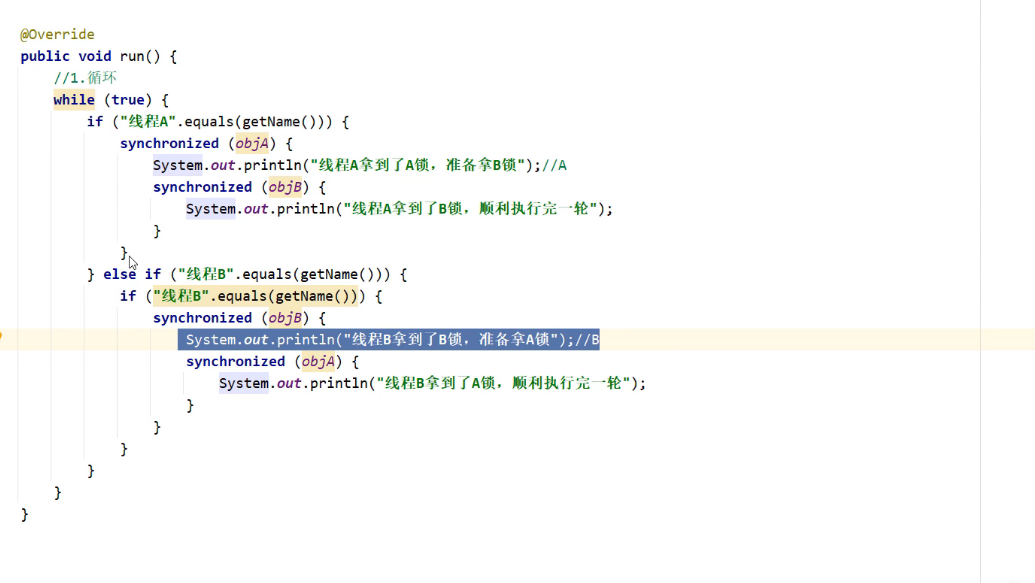 @Override
public void run() {
//1.循环
while (true) {
if ("线程A".equals(getName())) {
synchronized (objA) {
System.out.println("线程A拿到了A锁，准备拿B锁");//A
synchronized (objB) {
System.out.println("线程A拿到了B锁，顺利执行完一轮");
}
}
} else if ("线程B".equals(getName())) {
if ("线程B".equals(getName())) {
synchronized (objB) {
System.out.println("线程B拿到了B锁，准备拿A锁");//B
synchronized (objA) {
System.out.println("线程B拿到了A锁，顺利执行完一轮");
}
}
}
}
}
}